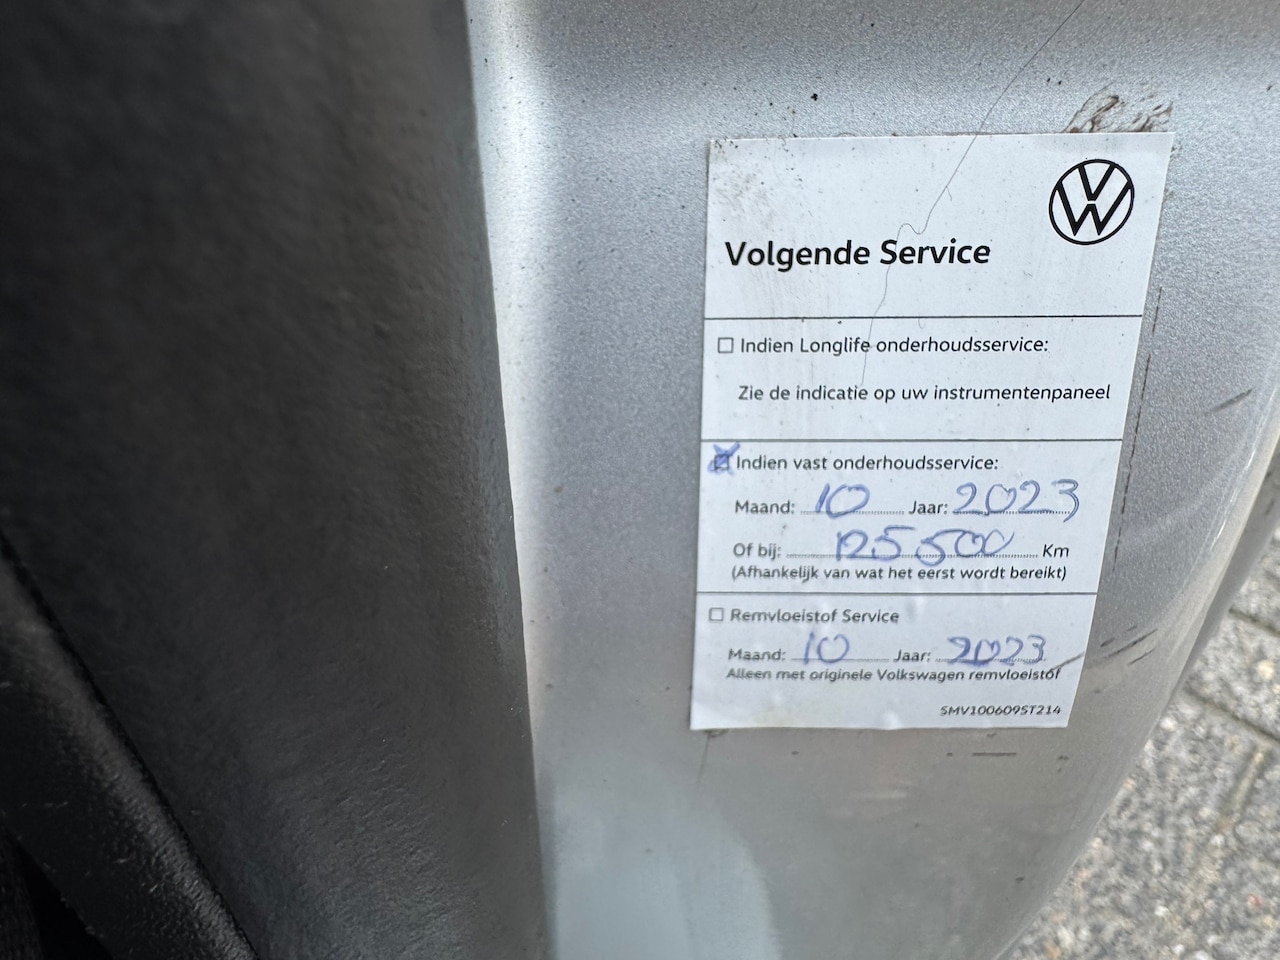 Volgende Service
☐ Indien Longlife onderhoudsservice:
Zie de indicatie op uw instrumentenpaneel
☒ Indien vast onderhoudsservice:
Maand: 10 Jaar: 2023
Of bij: 125500 Km
(Afhankelijk van wat het eerst wordt bereikt)
☐ Remvloeistof Service
Maand: 10 Jaar: 2023
Alleen met originele Volkswagen remvloeistof
SMV100609ST214